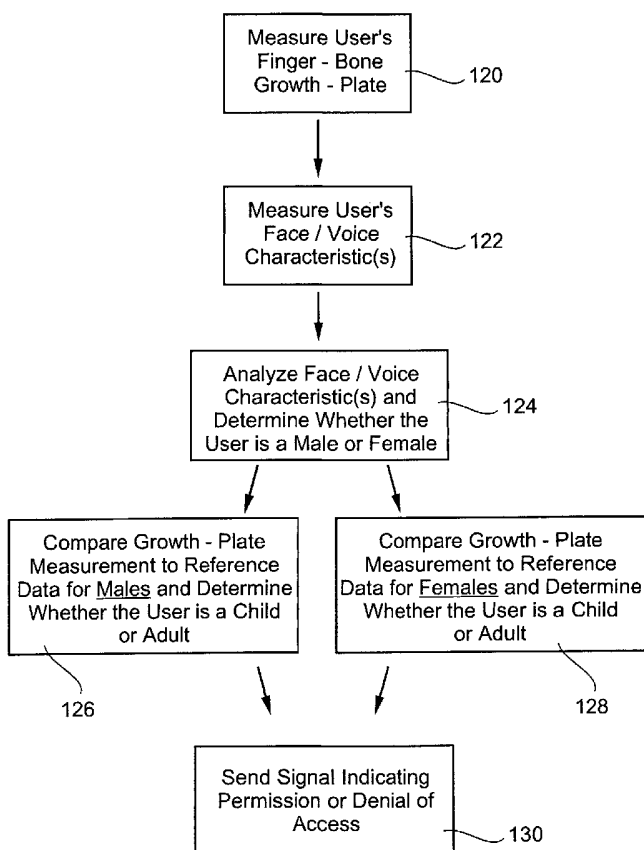 Measure User's
Finger - Bone
Growth - Plate
120
Measure User's
Face / Voice
Characteristic(s)
122
Analyze Face / Voice
Characteristic(s) and
Determine Whether the
User is a Male or Female
124
Compare Growth - Plate
Measurement to Reference
Data for Males and Determine
Whether the User is a Child
or Adult
126
Compare Growth - Plate
Measurement to Reference
Data for Females and Determine
Whether the User is a Child
or Adult
128
Send Signal Indicating
Permission or Denial of
Access
130